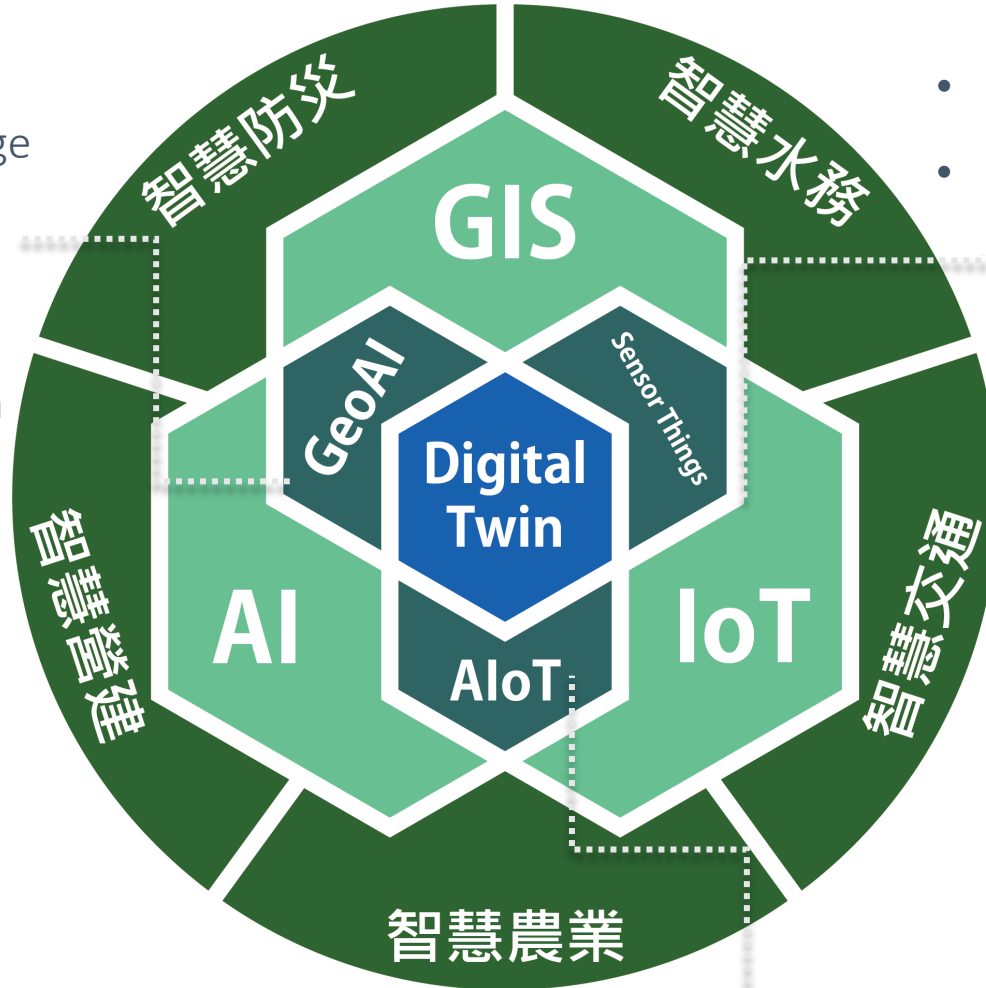 智慧防災
智慧水務
GIS
GeoAI
Sensor Things
Digital
Twin
AI
IoT
AIoT
智慧營建
智慧交通
智慧農業